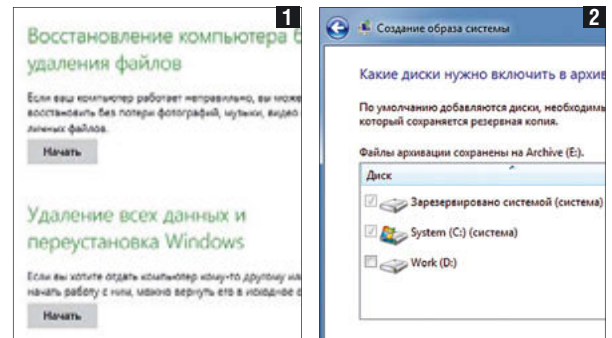 1
Восстановление компьютера б
удаления файлов
Если ваш компьютер работает неправильно, вы може
восстановить без потери фотографий, музыки, видео
личных файлов.
Начать
Удаление всех данных и
переустановка Windows
Если вы хотите отдать компьютер кому-то другому или
начать работу с ним, можно вернуть его в исходное с
Начать
2
Создание образа системы
Какие диски нужно включить в архив
По умолчанию добавляются диски, необходимы
который сохраняется резервная копия.
Файлы архивации сохранены на Archive (E:).
Диск
Зарезервировано системой (система)
System (C:) (система)
Work (D:)